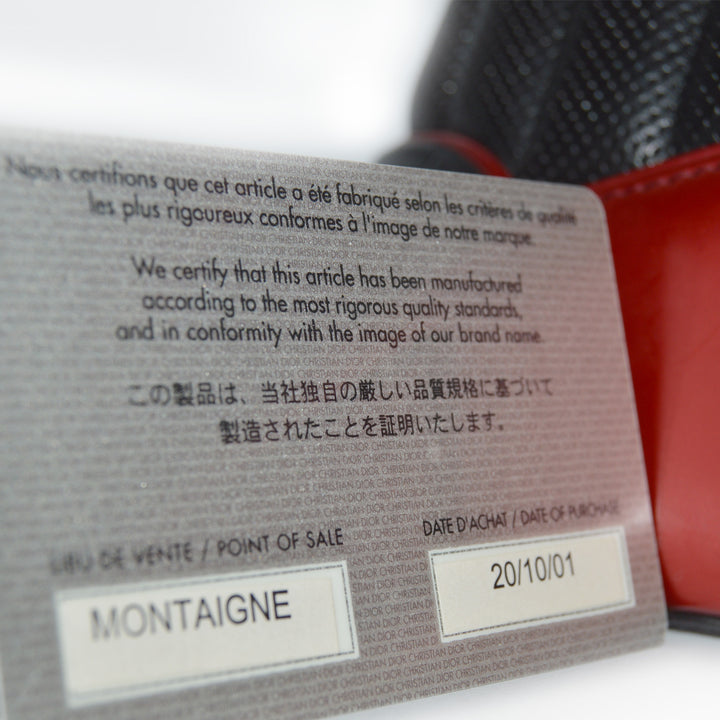 Nous certifions que cet article a été fabriqué selon les critères de qualité
les plus rigoureux conformes à l'image de notre marque.
We certify that this article has been manufactured
according to the most rigorous quality standards,
and in conformity with the image of our brand name.
この製品は、当社独自の厳しい品質規格に基づいて
製造されたことを証明いたします。
LIEU DE VENTE / POINT OF SALE
DATE D'ACHAT / DATE OF PURCHASE
MONTAIGNE
20/10/01